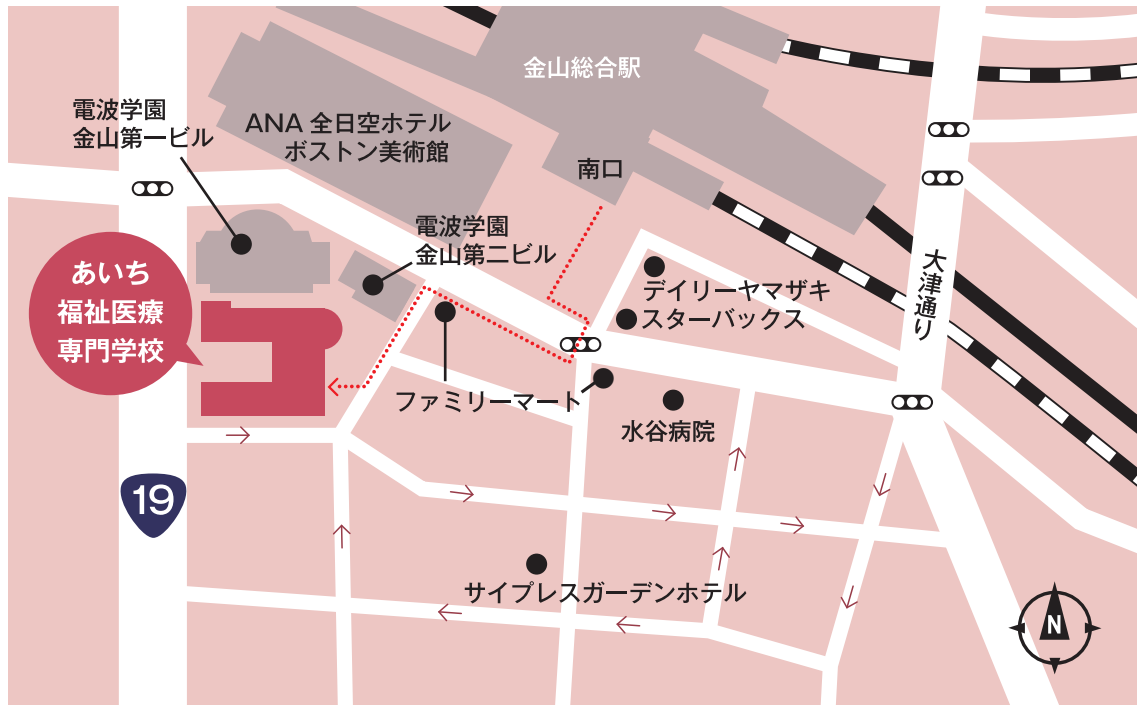 金山総合駅
電波学園
金山第一ビル
ANA 全日空ホテル
ボストン美術館
南口
電波学園
金山第二ビル
あいち
福祉医療
専門学校
デイリーヤマザキ
スターバックス
大津通り
ファミリーマート
水谷病院
19
サイプレスガーデンホテル
N